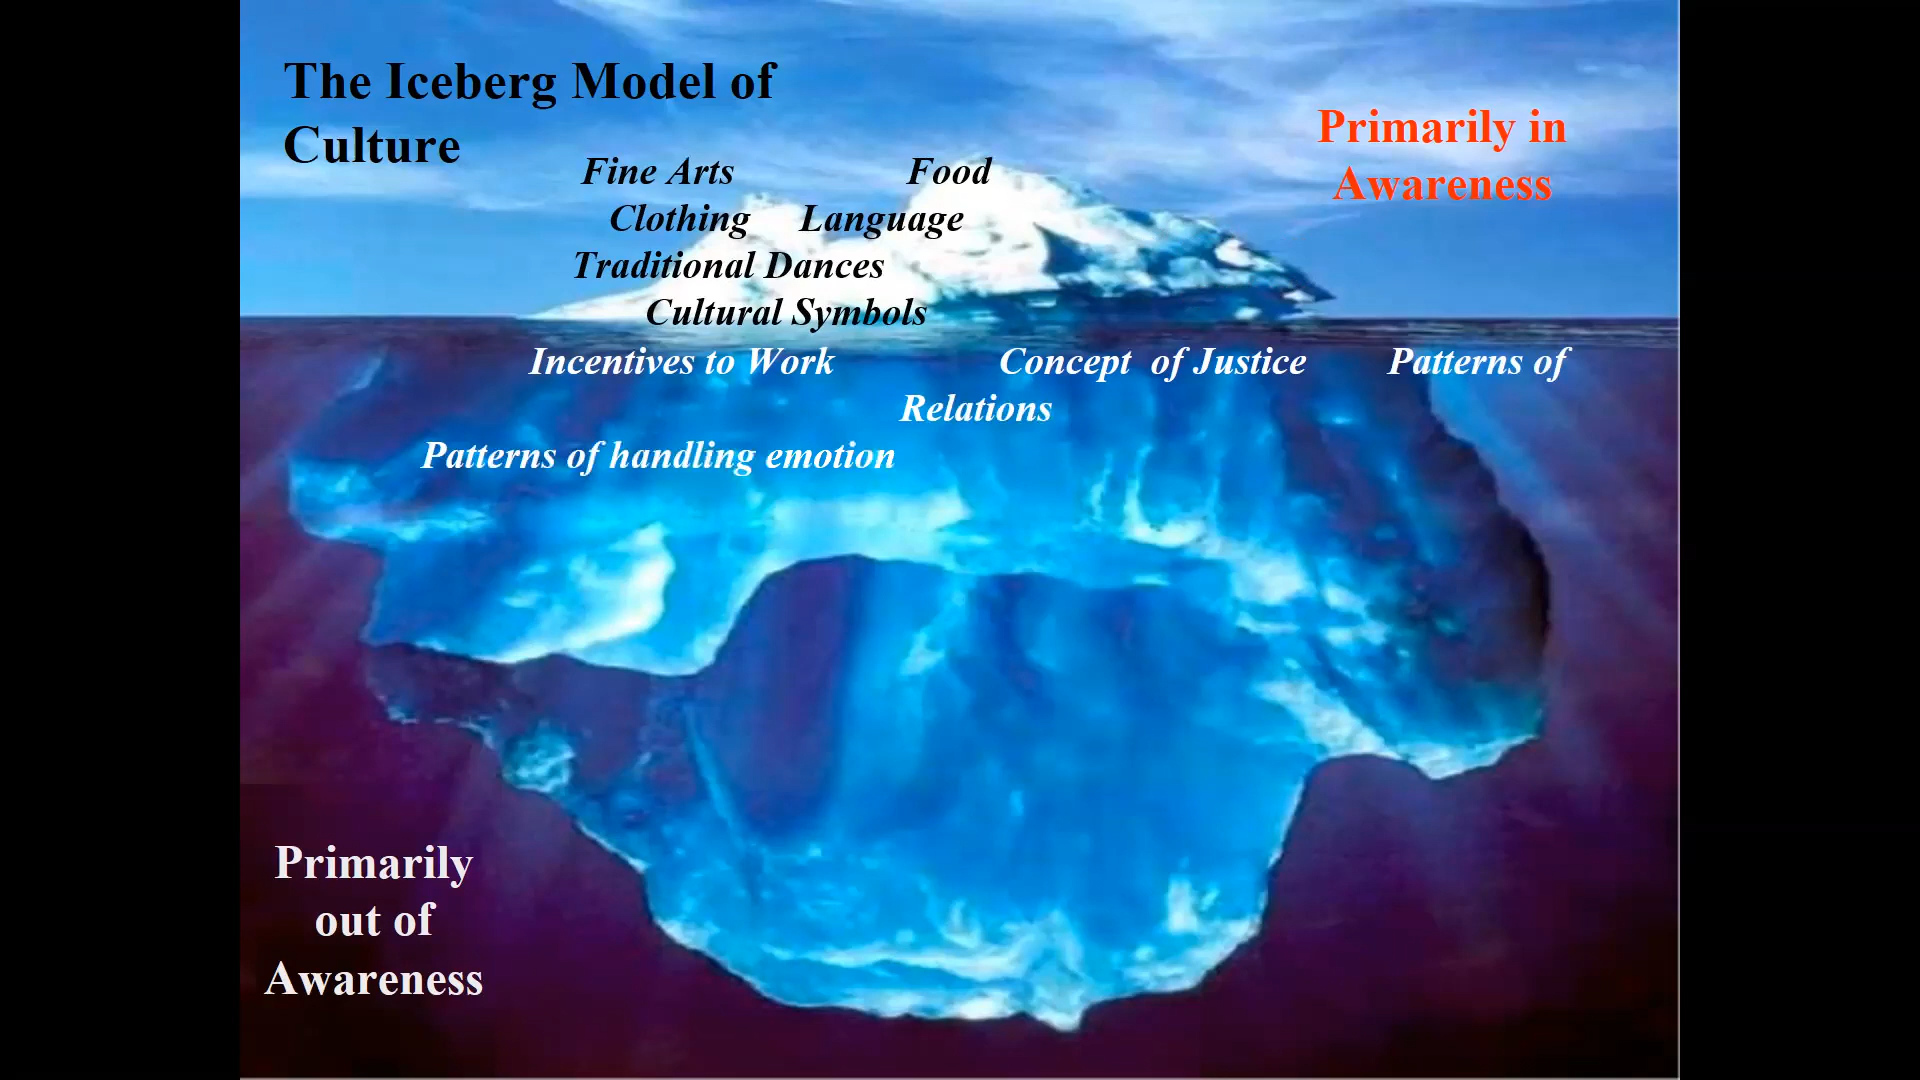 The Iceberg Model of
Culture
Primarily in
Awareness
Fine Arts Food
Clothing Language
Traditional Dances
Cultural Symbols
Incentives to Work Concept of Justice Patterns of
Relations
Patterns of handling emotion
Primarily
out of
Awareness